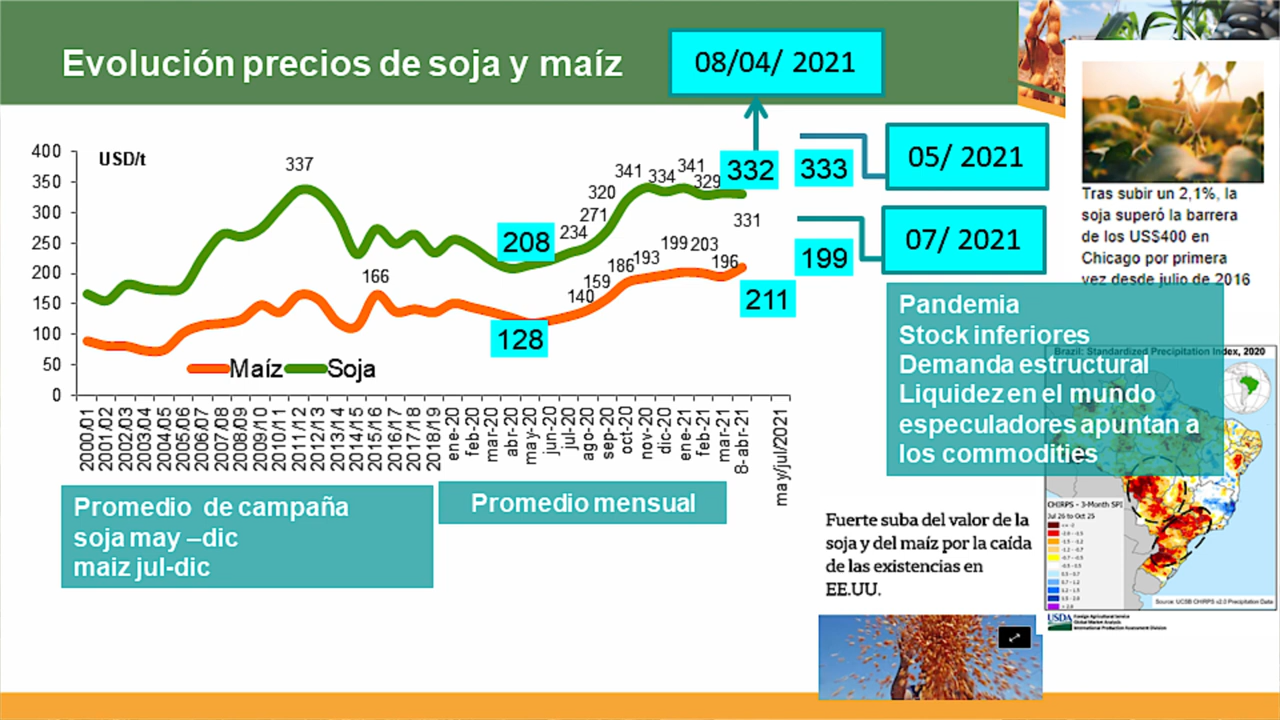 Evolución precios de soja y maíz
08/04/ 2021
05/ 2021
07/ 2021
USD/t
400
350
300
250
200
150
100
50
0
337
166
208
128
234
271
320
341
334
341
329
332
333
331
140
159
186
193
199
203
196
211
199
Maíz
Soja
2000/01
2001/02
2002/03
2003/04
2004/05
2005/06
2006/07
2007/08
2008/09
2009/10
2010/11
2011/12
2012/13
2013/14
2014/15
2015/16
2016/17
2017/18
2018/19
ene-20
feb-20
mar-20
abr-20
may-20
jun-20
jul-20
ago-20
sep-20
oct-20
nov-20
dic-20
ene-21
feb-21
mar-21
8-abr-21
may/jul/2021
Promedio de campaña
soja may –dic
maiz jul-dic
Promedio mensual
Tras subir un 2,1%, la
soja superó la barrera
de los US$400 en
Chicago por primera
vez desde julio de 2016
Pandemia
Stock inferiores
Demanda estructural
Liquidez en el mundo
especuladores apuntan a
los commodities
Brazil: Standardized Precipitation Index, 2020
CHIRPS - 3-Month SPI
Jul 26 to Oct 25
Source: UCSB CHIRPS v2.0 Precipitation Data
USDA
Foreign Agricultural Service
Global Market Analysis
International Production Assessment Division
Fuerte suba del valor de la
soja y del maíz por la caída
de las existencias en
EE.UU.